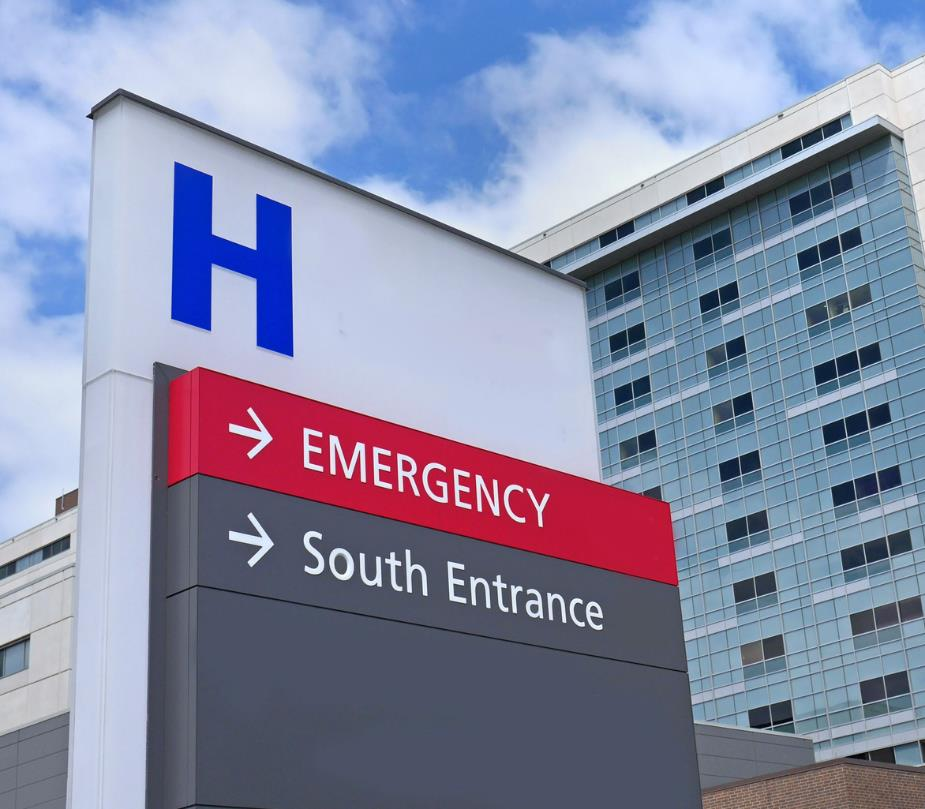 H
→ EMERGENCY
→ South Entrance